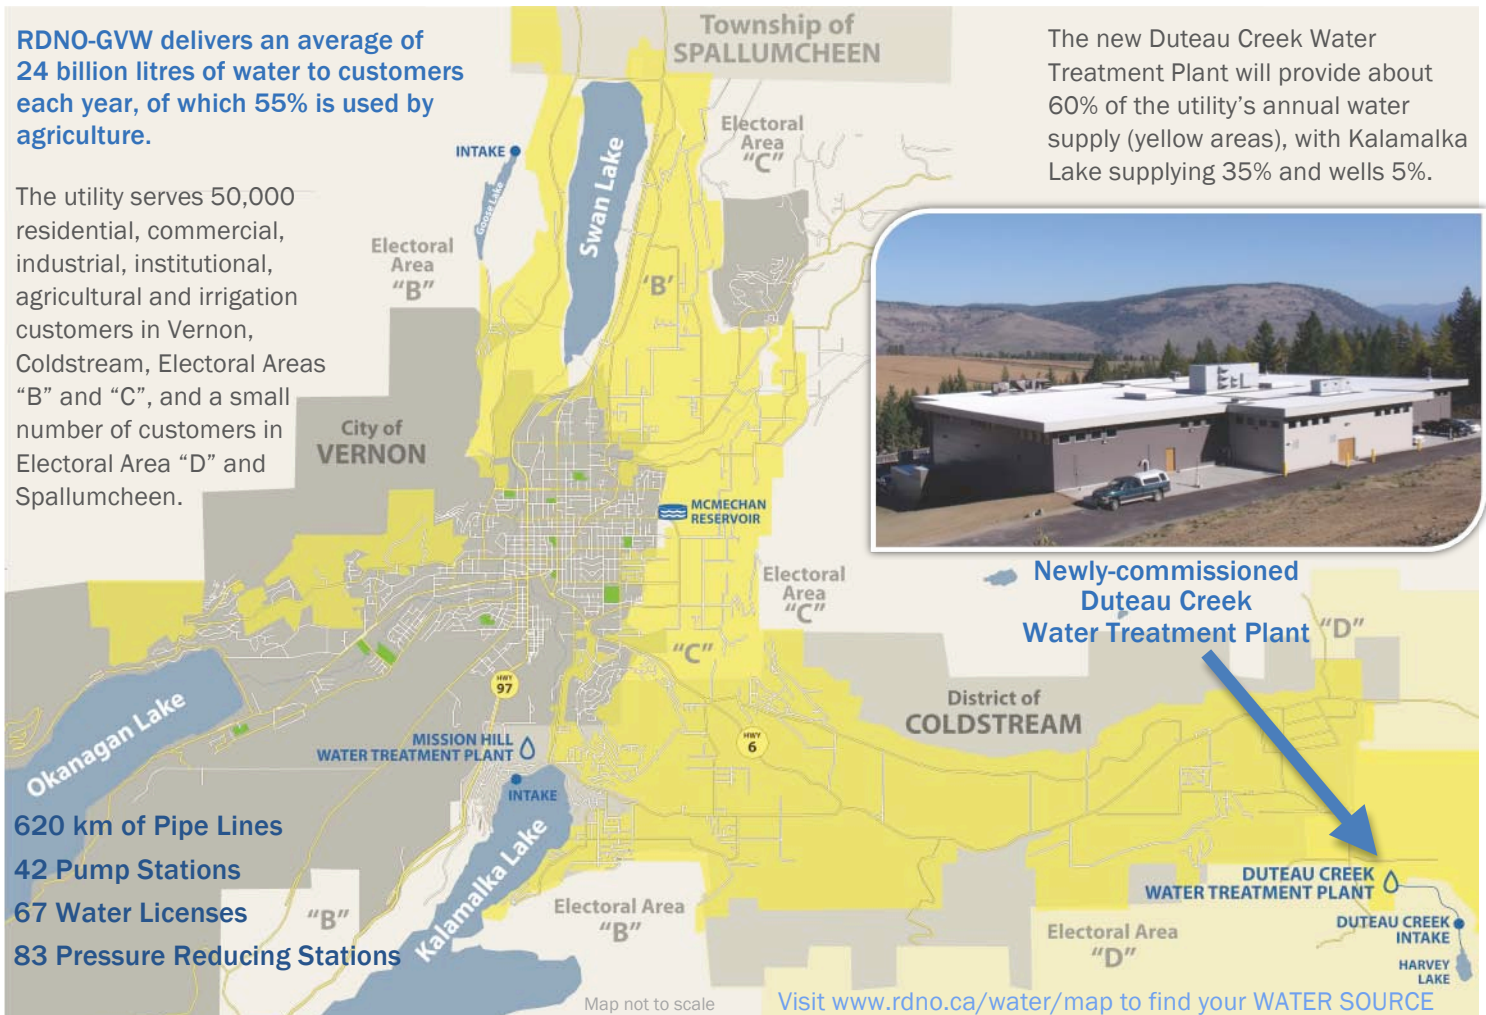 RDNO-GVW delivers an average of
24 billion litres of water to customers
each year, of which 55% is used by
agriculture.
The utility serves 50,000
residential, commercial,
industrial, institutional,
agricultural and irrigation
customers in Vernon,
Coldstream, Electoral Areas
“B” and “C”, and a small
number of customers in
Electoral Area “D” and
Spallumcheen.
Township of
SPALLUMCHEEN
The new Duteau Creek Water
Treatment Plant will provide about
60% of the utility’s annual water
supply (yellow areas), with Kalamalka
Lake supplying 35% and wells 5%.
INTAKE
Goose Lake
Swan Lake
Electoral
Area
“C”
Electoral
Area
“B”
‘B’
City of
VERNON
MCMECHAN
RESERVOIR
Electoral
Area
“C”
Newly-commissioned
Duteau Creek
Water Treatment Plant
“D”
“C”
HWY
97
District of
COLDSTREAM
HWY
6
Okanagan Lake
MISSION HILL
WATER TREATMENT PLANT
INTAKE
Kalamalka Lake
620 km of Pipe Lines
42 Pump Stations
67 Water Licenses
83 Pressure Reducing Stations
“B”
Electoral Area
“B”
DUTEAU CREEK
WATER TREATMENT PLANT
DUTEAU CREEK
INTAKE
HARVEY
LAKE
Electoral Area
“D”
Map not to scale
Visit www.rdno.ca/water/map to find your WATER SOURCE